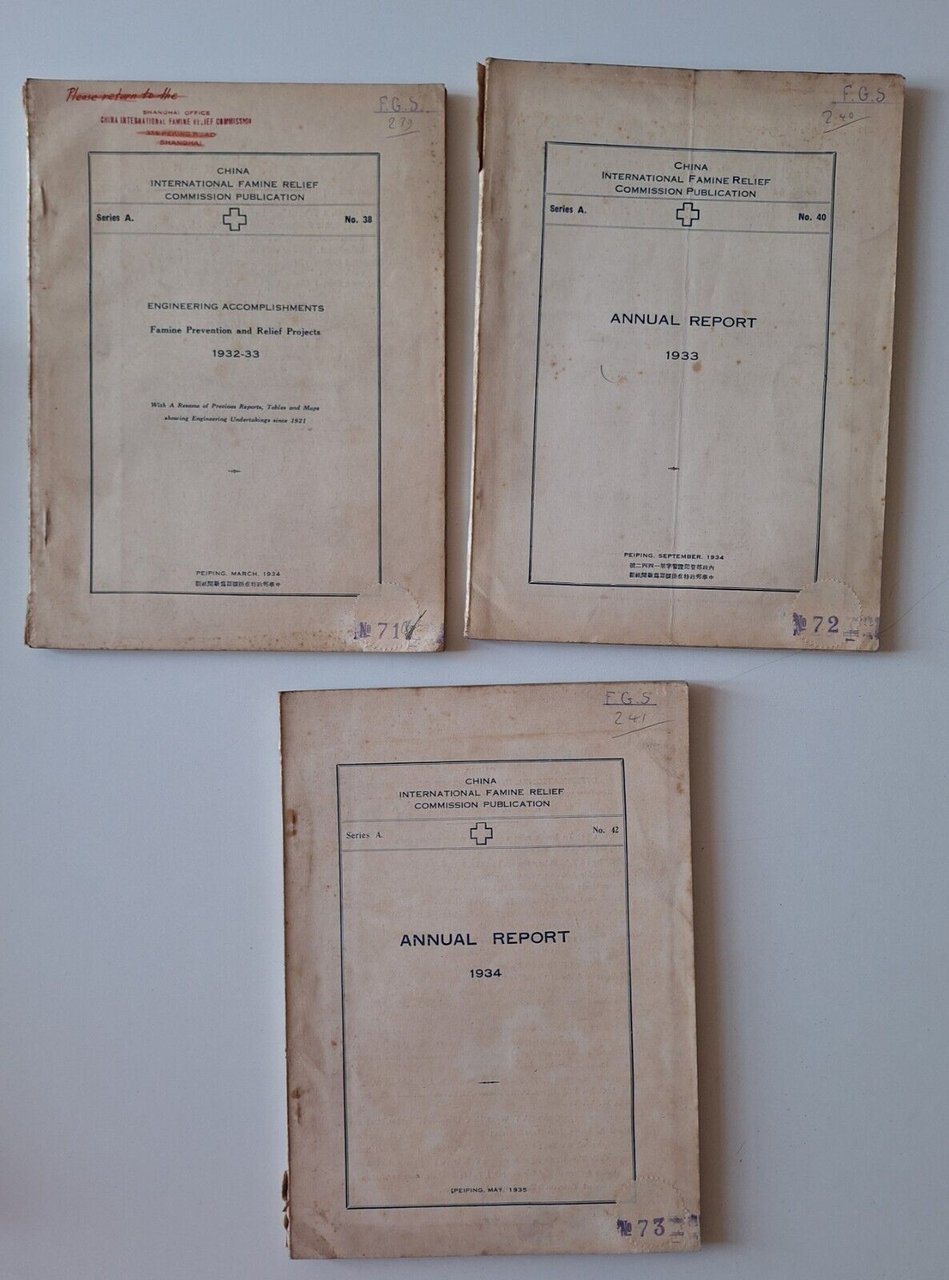 Please return to the
SHANGHAI OFFICE
CHINA INTERNATIONAL FAMINE RELIEF COMMISSION
PEKING ROAD
SHANGHAI
F.G.S.
239
CHINA
INTERNATIONAL FAMINE RELIEF
COMMISSION PUBLICATION
Series A. No. 38
ENGINEERING ACCOMPLISHMENTS
Famine Prevention and Relief Projects
1932-33
With A Resume of Previous Reports, Tables and Maps
showing Engineering Undertakings since 1921
PEIPING, MARCH, 1934
No 71
F.G.S
240
CHINA
INTERNATIONAL FAMINE RELIEF
COMMISSION PUBLICATION
Series A. No. 40
ANNUAL REPORT
1933
PEIPING, SEPTEMBER, 1934
No 72
F.G.S
241
CHINA
INTERNATIONAL FAMINE RELIEF
COMMISSION PUBLICATION
Series A. No. 42
ANNUAL REPORT
1934
PEIPING, MAY, 1935
No 73